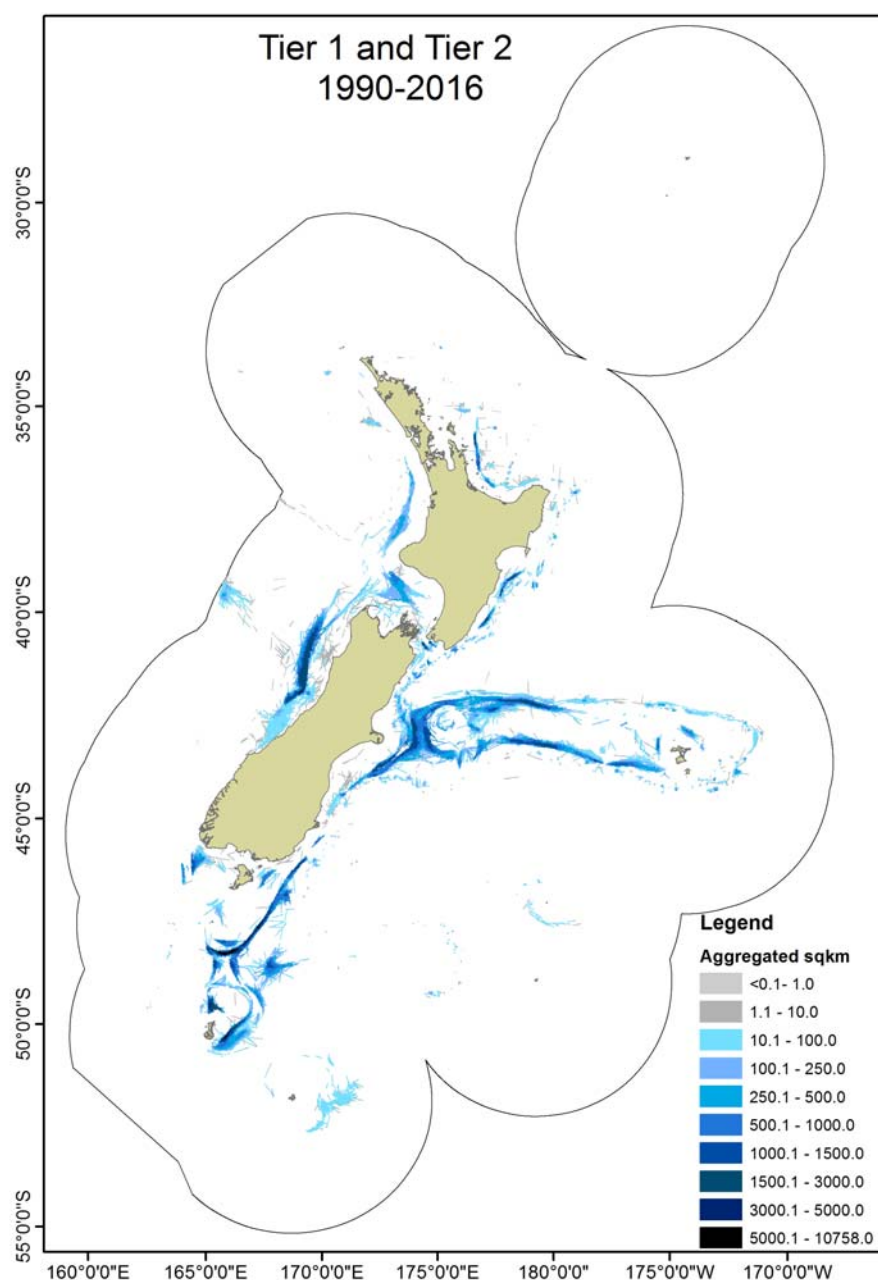 Tier 1 and Tier 2
1990-2016
30°0'0"S
35°0'0"S
40°0'0"S
45°0'0"S
50°0'0"S
55°0'0"S
Legend
Aggregated sqkm
<0.1- 1.0
1.1 - 10.0
10.1 - 100.0
100.1 - 250.0
250.1 - 500.0
500.1 - 1000.0
1000.1 - 1500.0
1500.1 - 3000.0
3000.1 - 5000.0
5000.1 - 10758.0
160°0'0"E 165°0'0"E 170°0'0"E 175°0'0"E 180°0'0" 175°0'0"W 170°0'0"W